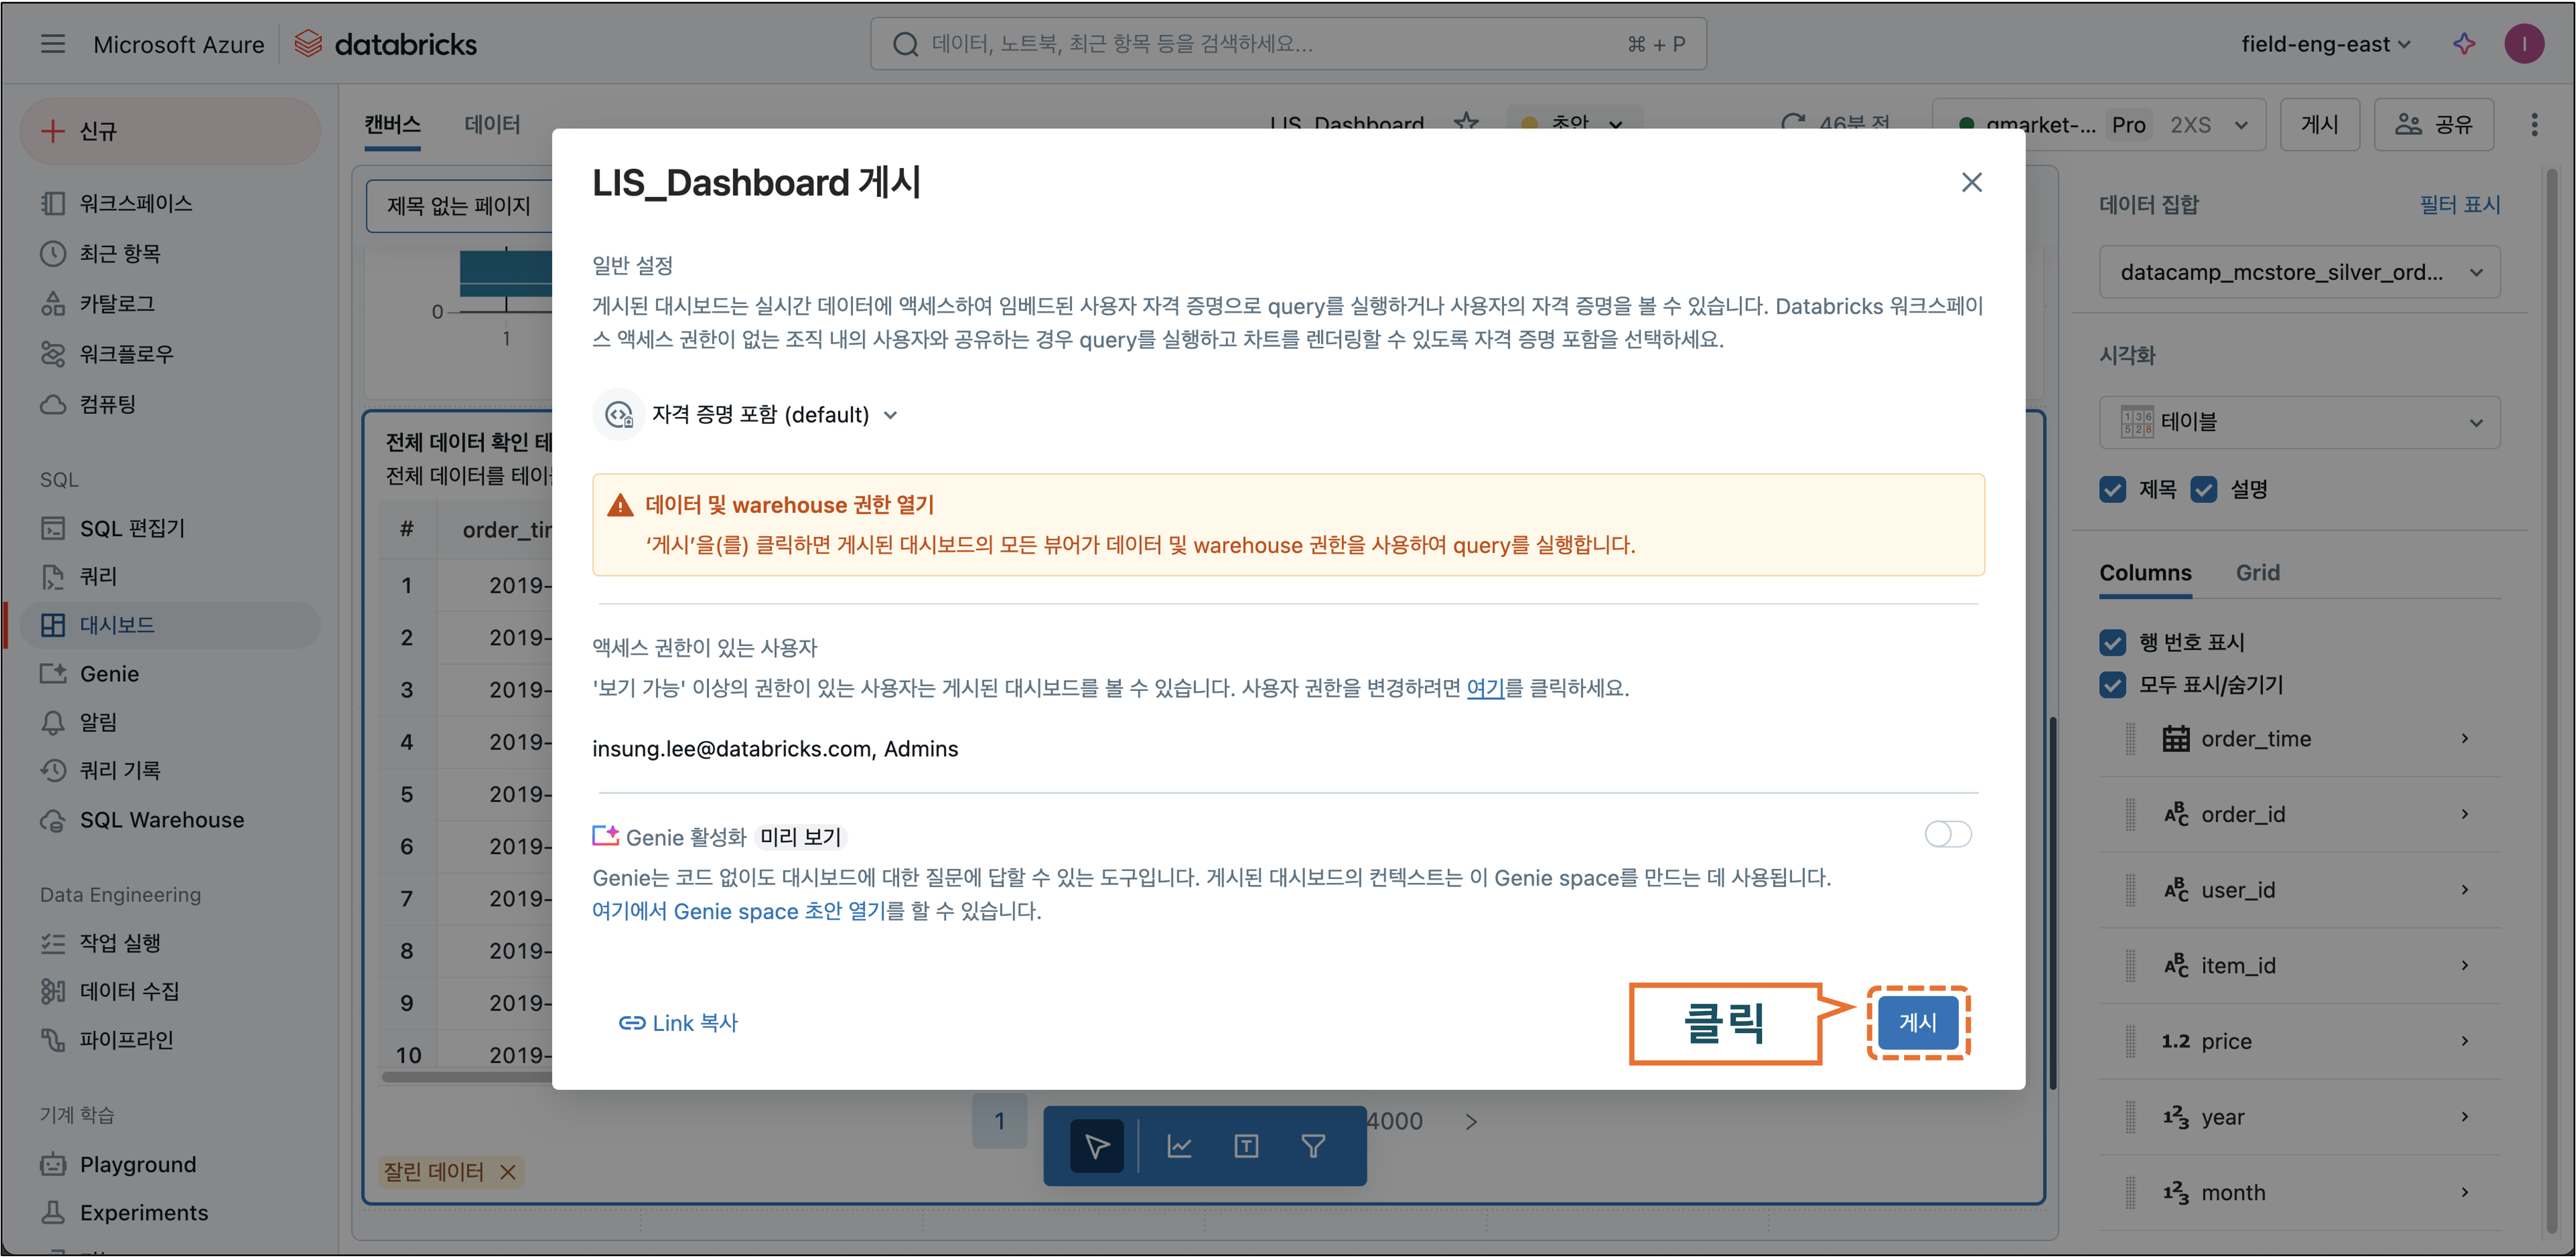 Microsoft Azure
databricks
데이터, 노트북, 최근 항목 등을 검색하세요...
⌘ + P
field-eng-east
I
신규
워크스페이스
최근 항목
카탈로그
워크플로우
컴퓨팅
SQL
SQL 편집기
쿼리
대시보드
Genie
알림
쿼리 기록
SQL Warehouse
Data Engineering
작업 실행
데이터 수집
파이프라인
기계 학습
Playground
Experiments
캔버스
데이터
LIS_Dashboard
초안
46분 전
qmarket-...
Pro
2XS
게시
공유
제목 없는 페이지
0
1
전체 데이터 확인 테
전체 데이터를 테이
#
order_tim
1 2019-
2 2019-
3 2019-
4 2019-
5 2019-
6 2019-
7 2019-
8 2019-
9 2019-
10 2019-
1
4000
잘린 데이터
LIS_Dashboard 게시
일반 설정
게시된 대시보드는 실시간 데이터에 액세스하여 임베드된 사용자 자격 증명으로 query를 실행하거나 사용자의 자격 증명을 볼 수 있습니다. Databricks 워크스페이
스 액세스 권한이 없는 조직 내의 사용자와 공유하는 경우 query를 실행하고 차트를 렌더링할 수 있도록 자격 증명 포함을 선택하세요.
자격 증명 포함 (default)
데이터 및 warehouse 권한 열기
‘게시’을(를) 클릭하면 게시된 대시보드의 모든 뷰어가 데이터 및 warehouse 권한을 사용하여 query를 실행합니다.
액세스 권한이 있는 사용자
'보기 가능' 이상의 권한이 있는 사용자는 게시된 대시보드를 볼 수 있습니다. 사용자 권한을 변경하려면 여기를 클릭하세요.
insung.lee@databricks.com, Admins
Genie 활성화 미리 보기
Genie는 코드 없이도 대시보드에 대한 질문에 답할 수 있는 도구입니다. 게시된 대시보드의 컨텍스트는 이 Genie space를 만드는 데 사용됩니다.
여기에서 Genie space 초안 열기를 할 수 있습니다.
Link 복사
클릭
게시
데이터 집합
필터 표시
datacamp_mcstore_silver_ord...
시각화
테이블
제목
설명
Columns
Grid
행 번호 표시
모두 표시/숨기기
order_time
order_id
user_id
item_id
1.2 price
year
month